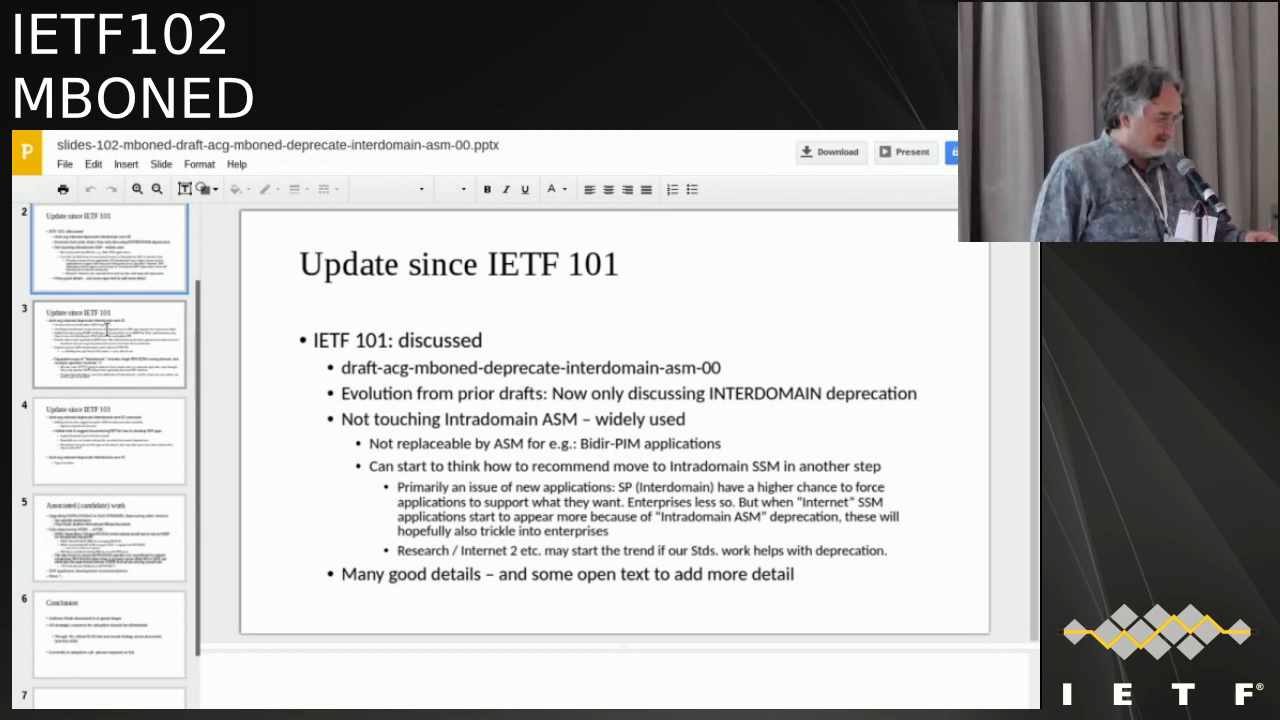 IETF102
MBONED
slides-102-mboned-draft-acg-mboned-deprecate-interdomain-asm-00.pptx
File Edit Insert Slide Format Help
Download Present
B I U A
2
Update since IETF 101
3
Update since IETF 101
4
Update since IETF 101
5
Associated (candidate) work
6
Conclusion
7
Update since IETF 101
• IETF 101: discussed
• draft-acg-mboned-deprecate-interdomain-asm-00
• Evolution from prior drafts: Now only discussing INTERDOMAIN deprecation
• Not touching Intradomain ASM – widely used
• Not replaceable by ASM for e.g.: Bidir-PIM applications
• Can start to think how to recommend move to Intradomain SSM in another step
• Primarily an issue of new applications: SP (Interdomain) have a higher chance to force
applications to support what they want. Enterprises less so. But when “Internet” SSM
applications start to appear more because of “Intradomain ASM” deprecation, these will
hopefully also trickle into enterprises
• Research / Internet 2 etc. may start the trend if our Stds. work helps with deprecation.
• Many good details – and some open text to add more detail
I E T F®